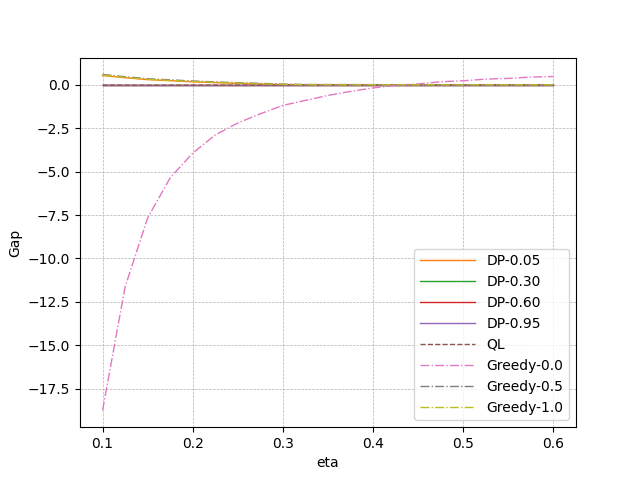 0.0
−2.5
−5.0
−7.5
−10.0
−12.5
−15.0
−17.5
Gap
0.1
0.2
0.3
0.4
0.5
0.6
eta
DP-0.05
DP-0.30
DP-0.60
DP-0.95
QL
Greedy-0.0
Greedy-0.5
Greedy-1.0